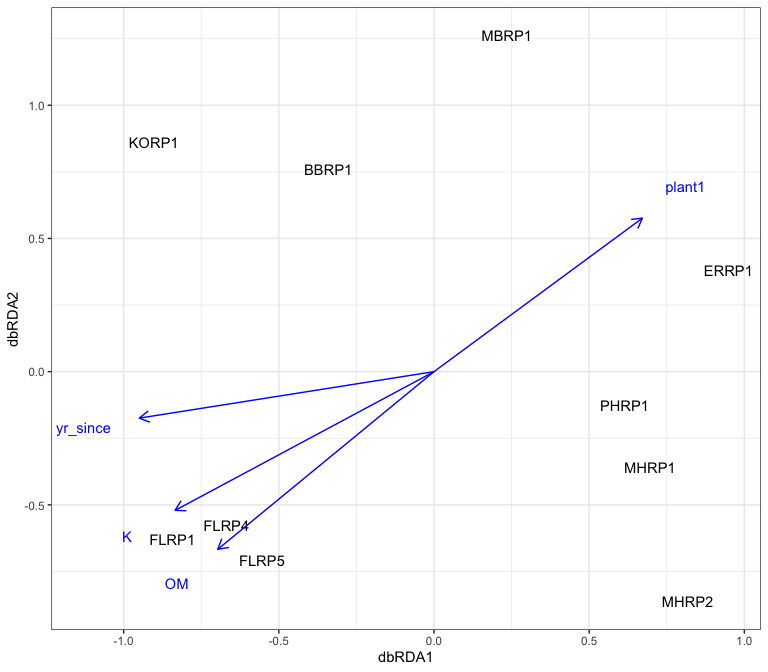 MBRP1
1.0
KORP1
BBRP1
plant1
0.5
ERRP1
dbRDA2
0.0
PHRP1
yr_since
MHRP1
-0.5
FLRP4
K
FLRP1
FLRP5
OM
MHRP2
-1.0 -0.5 0.0 0.5 1.0
dbRDA1